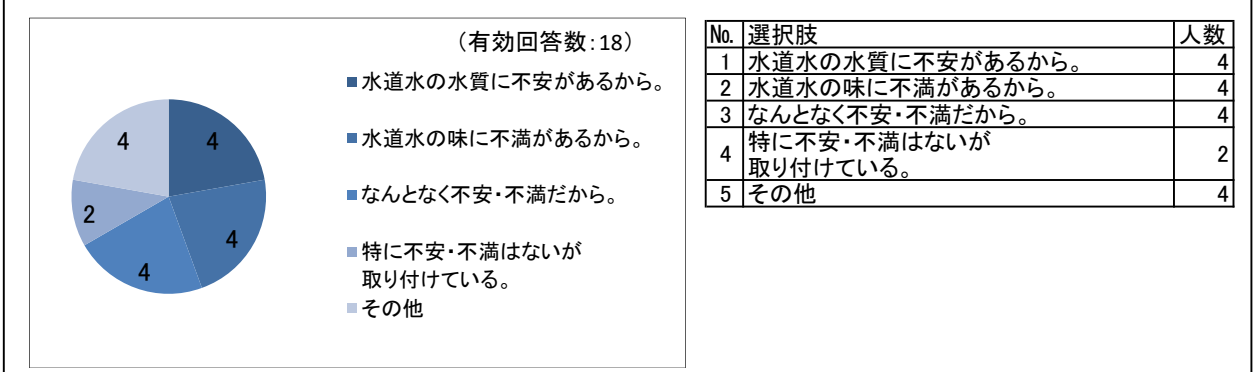 （有効回答数：18）
水道水の水質に不安があるから。
水道水の味に不満があるから。
なんとなく不安・不満だから。
特に不安・不満はないが
取り付けている。
その他
4
4
4
2
4
№ 選択肢 人数
1 水道水の水質に不安があるから。 4
2 水道水の味に不満があるから。 4
3 なんとなく不安・不満だから。 4
4 特に不安・不満はないが
取り付けている。 2
5 その他 4